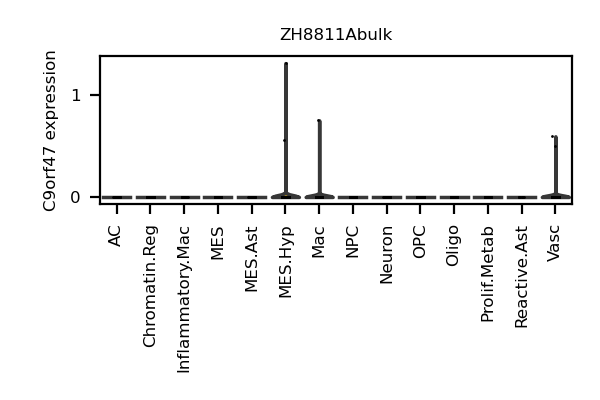 ZH8811Abulk
C9orf47 expression
1
0
AC
Chromatin.Reg
Inflammatory.Mac
MES
MES.Ast
MES.Hyp
Mac
NPC
Neuron
OPC
Oligo
Prolif.Metab
Reactive.Ast
Vasc